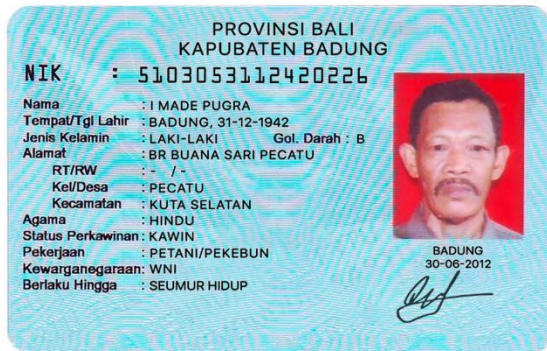 PROVINSI BALI
KAPUBATEN BADUNG
NIK : 5103053112420226
Nama : I MADE PUGRA
Tempat/Tgl Lahir : BADUNG, 31-12-1942
Jenis Kelamin : LAKI-LAKI Gol. Darah : B
Alamat : BR BUANA SARI PECATU
RT/RW : - / -
Kel/Desa : PECATU
Kecamatan : KUTA SELATAN
Agama : HINDU
Status Perkawinan : KAWIN
Pekerjaan : PETANI/PEKEBUN
Kewarganegaraan : WNI
Berlaku Hingga : SEUMUR HIDUP
BADUNG
30-06-2012